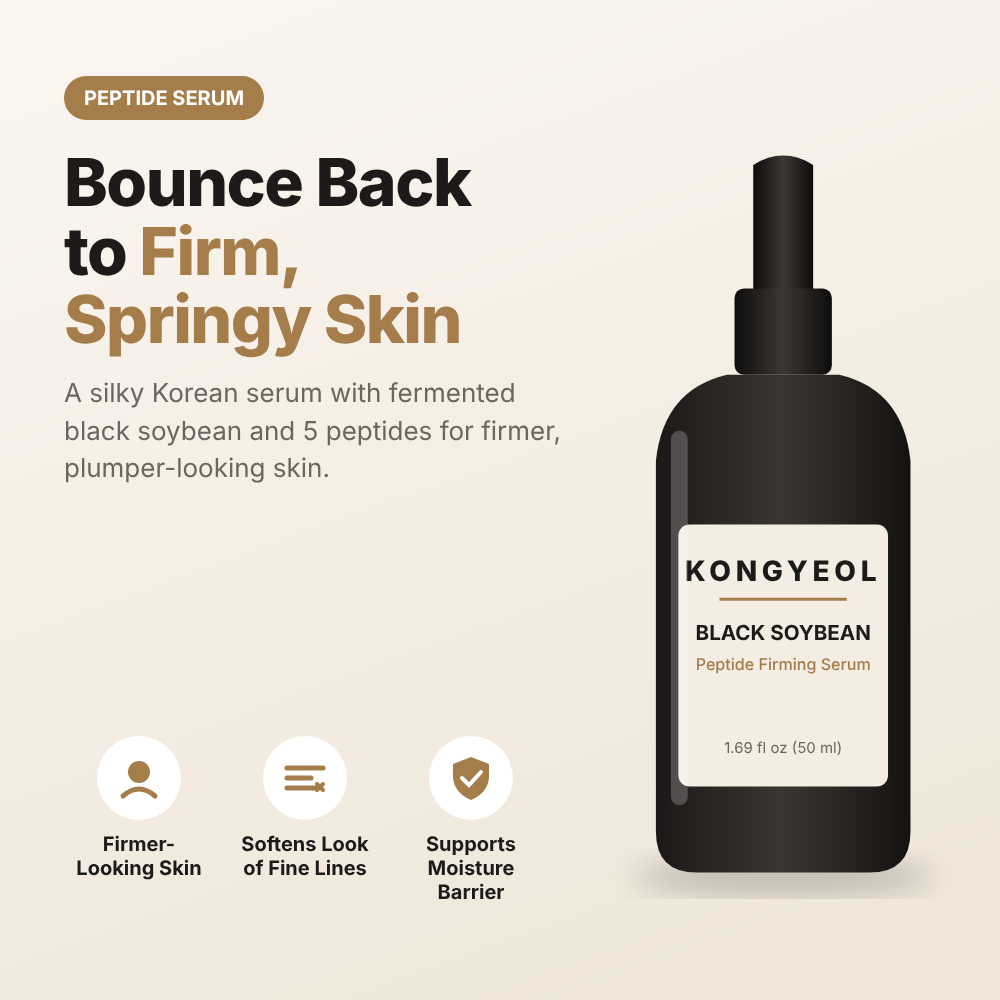 PEPTIDE SERUM
Bounce Back
to Firm,
Springy Skin
A silky Korean serum with fermented
black soybean and 5 peptides for firmer,
plumper-looking skin.
KONGYEOL
BLACK SOYBEAN
Peptide Firming Serum
1.69 fl oz (50 ml)
Firmer-
Looking Skin
Softens Look
of Fine Lines
Supports
Moisture
Barrier